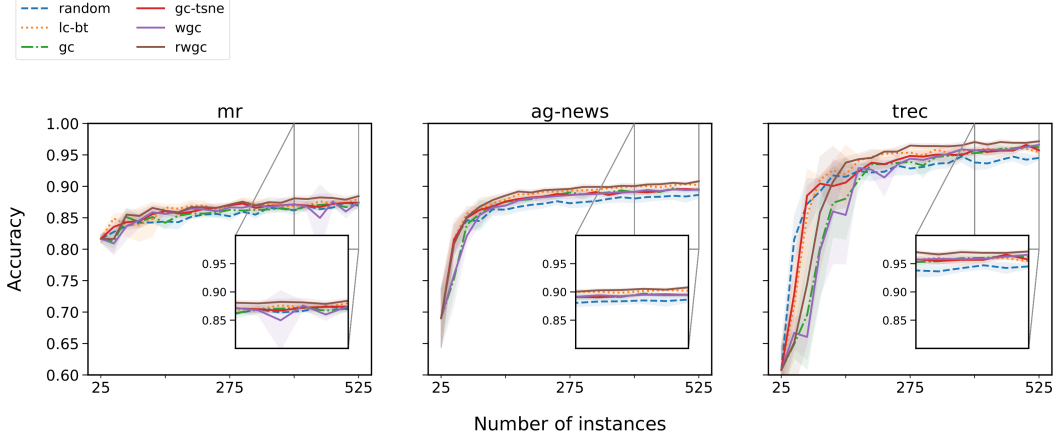 random
lc-bt
gc
gc-tsne
wgc
rwgc
mr
ag-news
trec
Accuracy
1.00
0.95
0.90
0.85
0.80
0.75
0.70
0.65
0.60
0.95
0.90
0.85
0.95
0.90
0.85
0.95
0.90
0.85
25 275 525
25 275 525
25 275 525
Number of instances